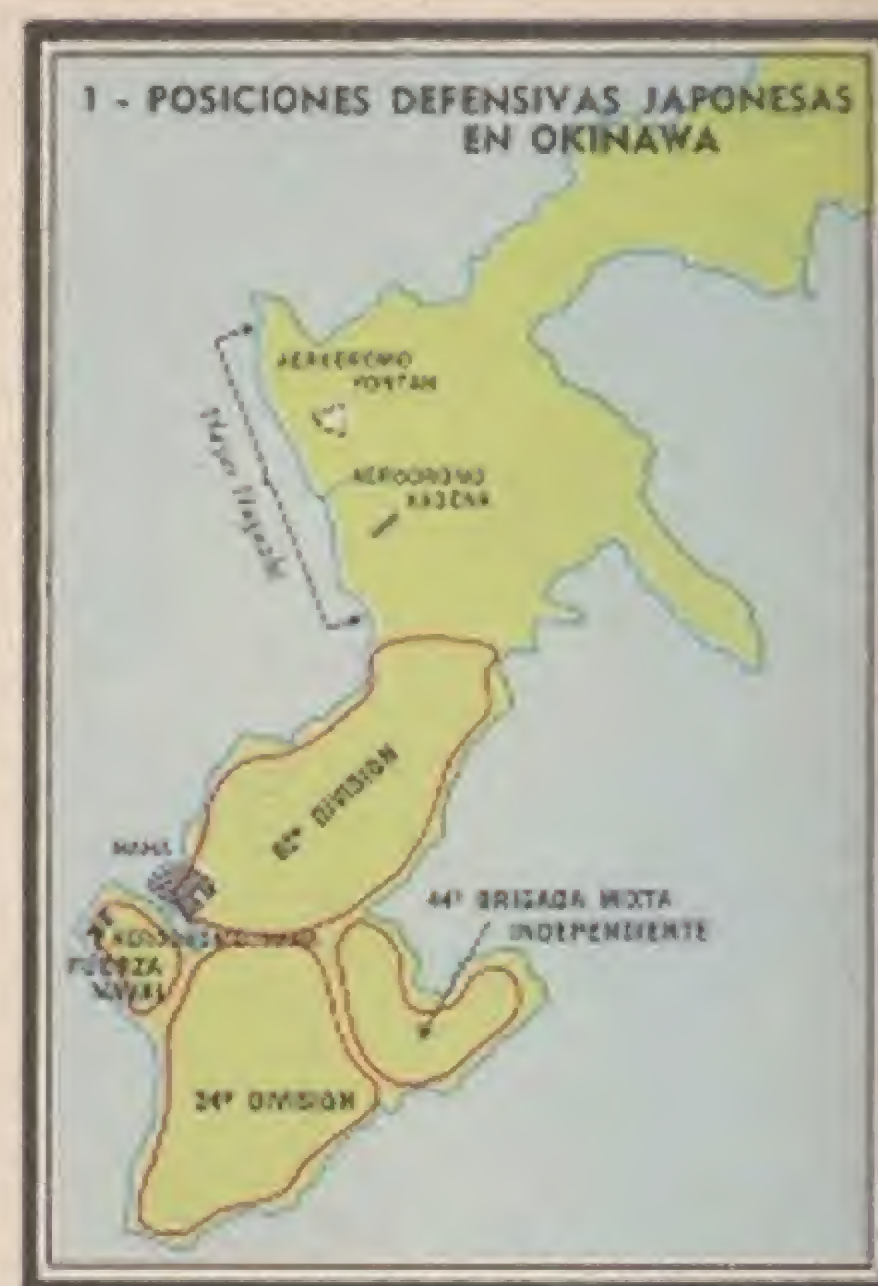 1 - POSICIONES DEFENSIVAS JAPONESAS
EN OKINAWA
YONTAN
AERODROMO
KADENA
DIVISION
NAHA
44ª BRIGADA MIXTA
INDEPENDIENTE
FUERZA
NAVAL
24ª DIVISION